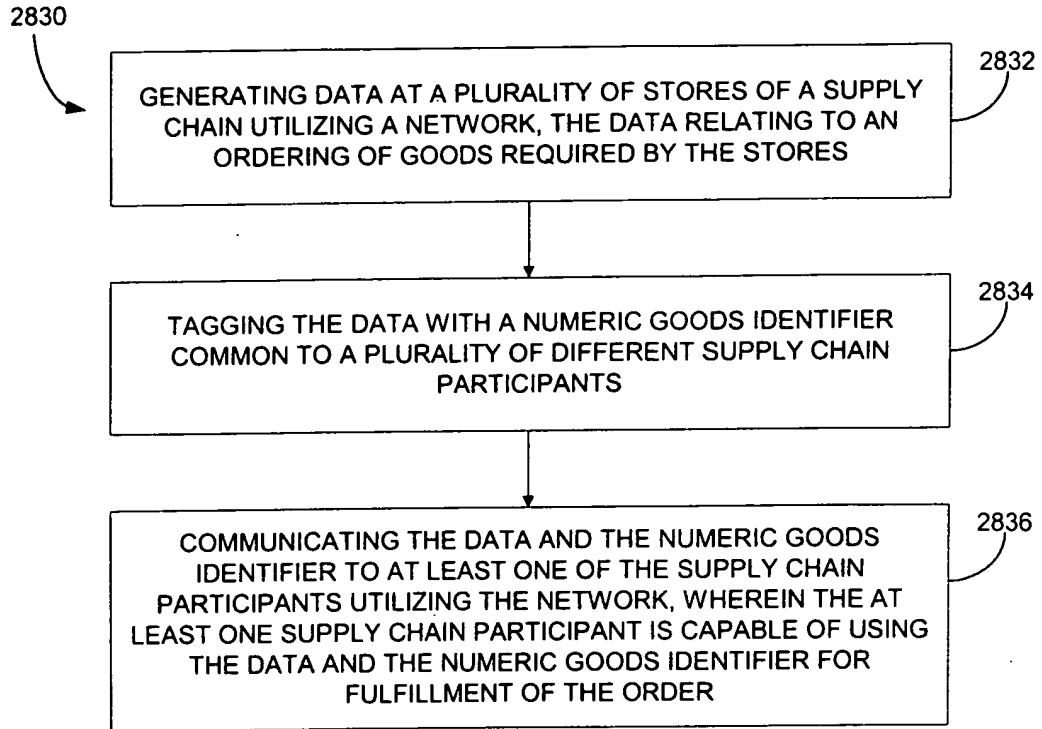 2830
2832
GENERATING DATA AT A PLURALITY OF STORES OF A SUPPLY
CHAIN UTILIZING A NETWORK, THE DATA RELATING TO AN
ORDERING OF GOODS REQUIRED BY THE STORES
2834
TAGGING THE DATA WITH A NUMERIC GOODS IDENTIFIER
COMMON TO A PLURALITY OF DIFFERENT SUPPLY CHAIN
PARTICIPANTS
2836
COMMUNICATING THE DATA AND THE NUMERIC GOODS
IDENTIFIER TO AT LEAST ONE OF THE SUPPLY CHAIN
PARTICIPANTS UTILIZING THE NETWORK, WHEREIN THE AT
LEAST ONE SUPPLY CHAIN PARTICIPANT IS CAPABLE OF USING
THE DATA AND THE NUMERIC GOODS IDENTIFIER FOR
FULFILLMENT OF THE ORDER